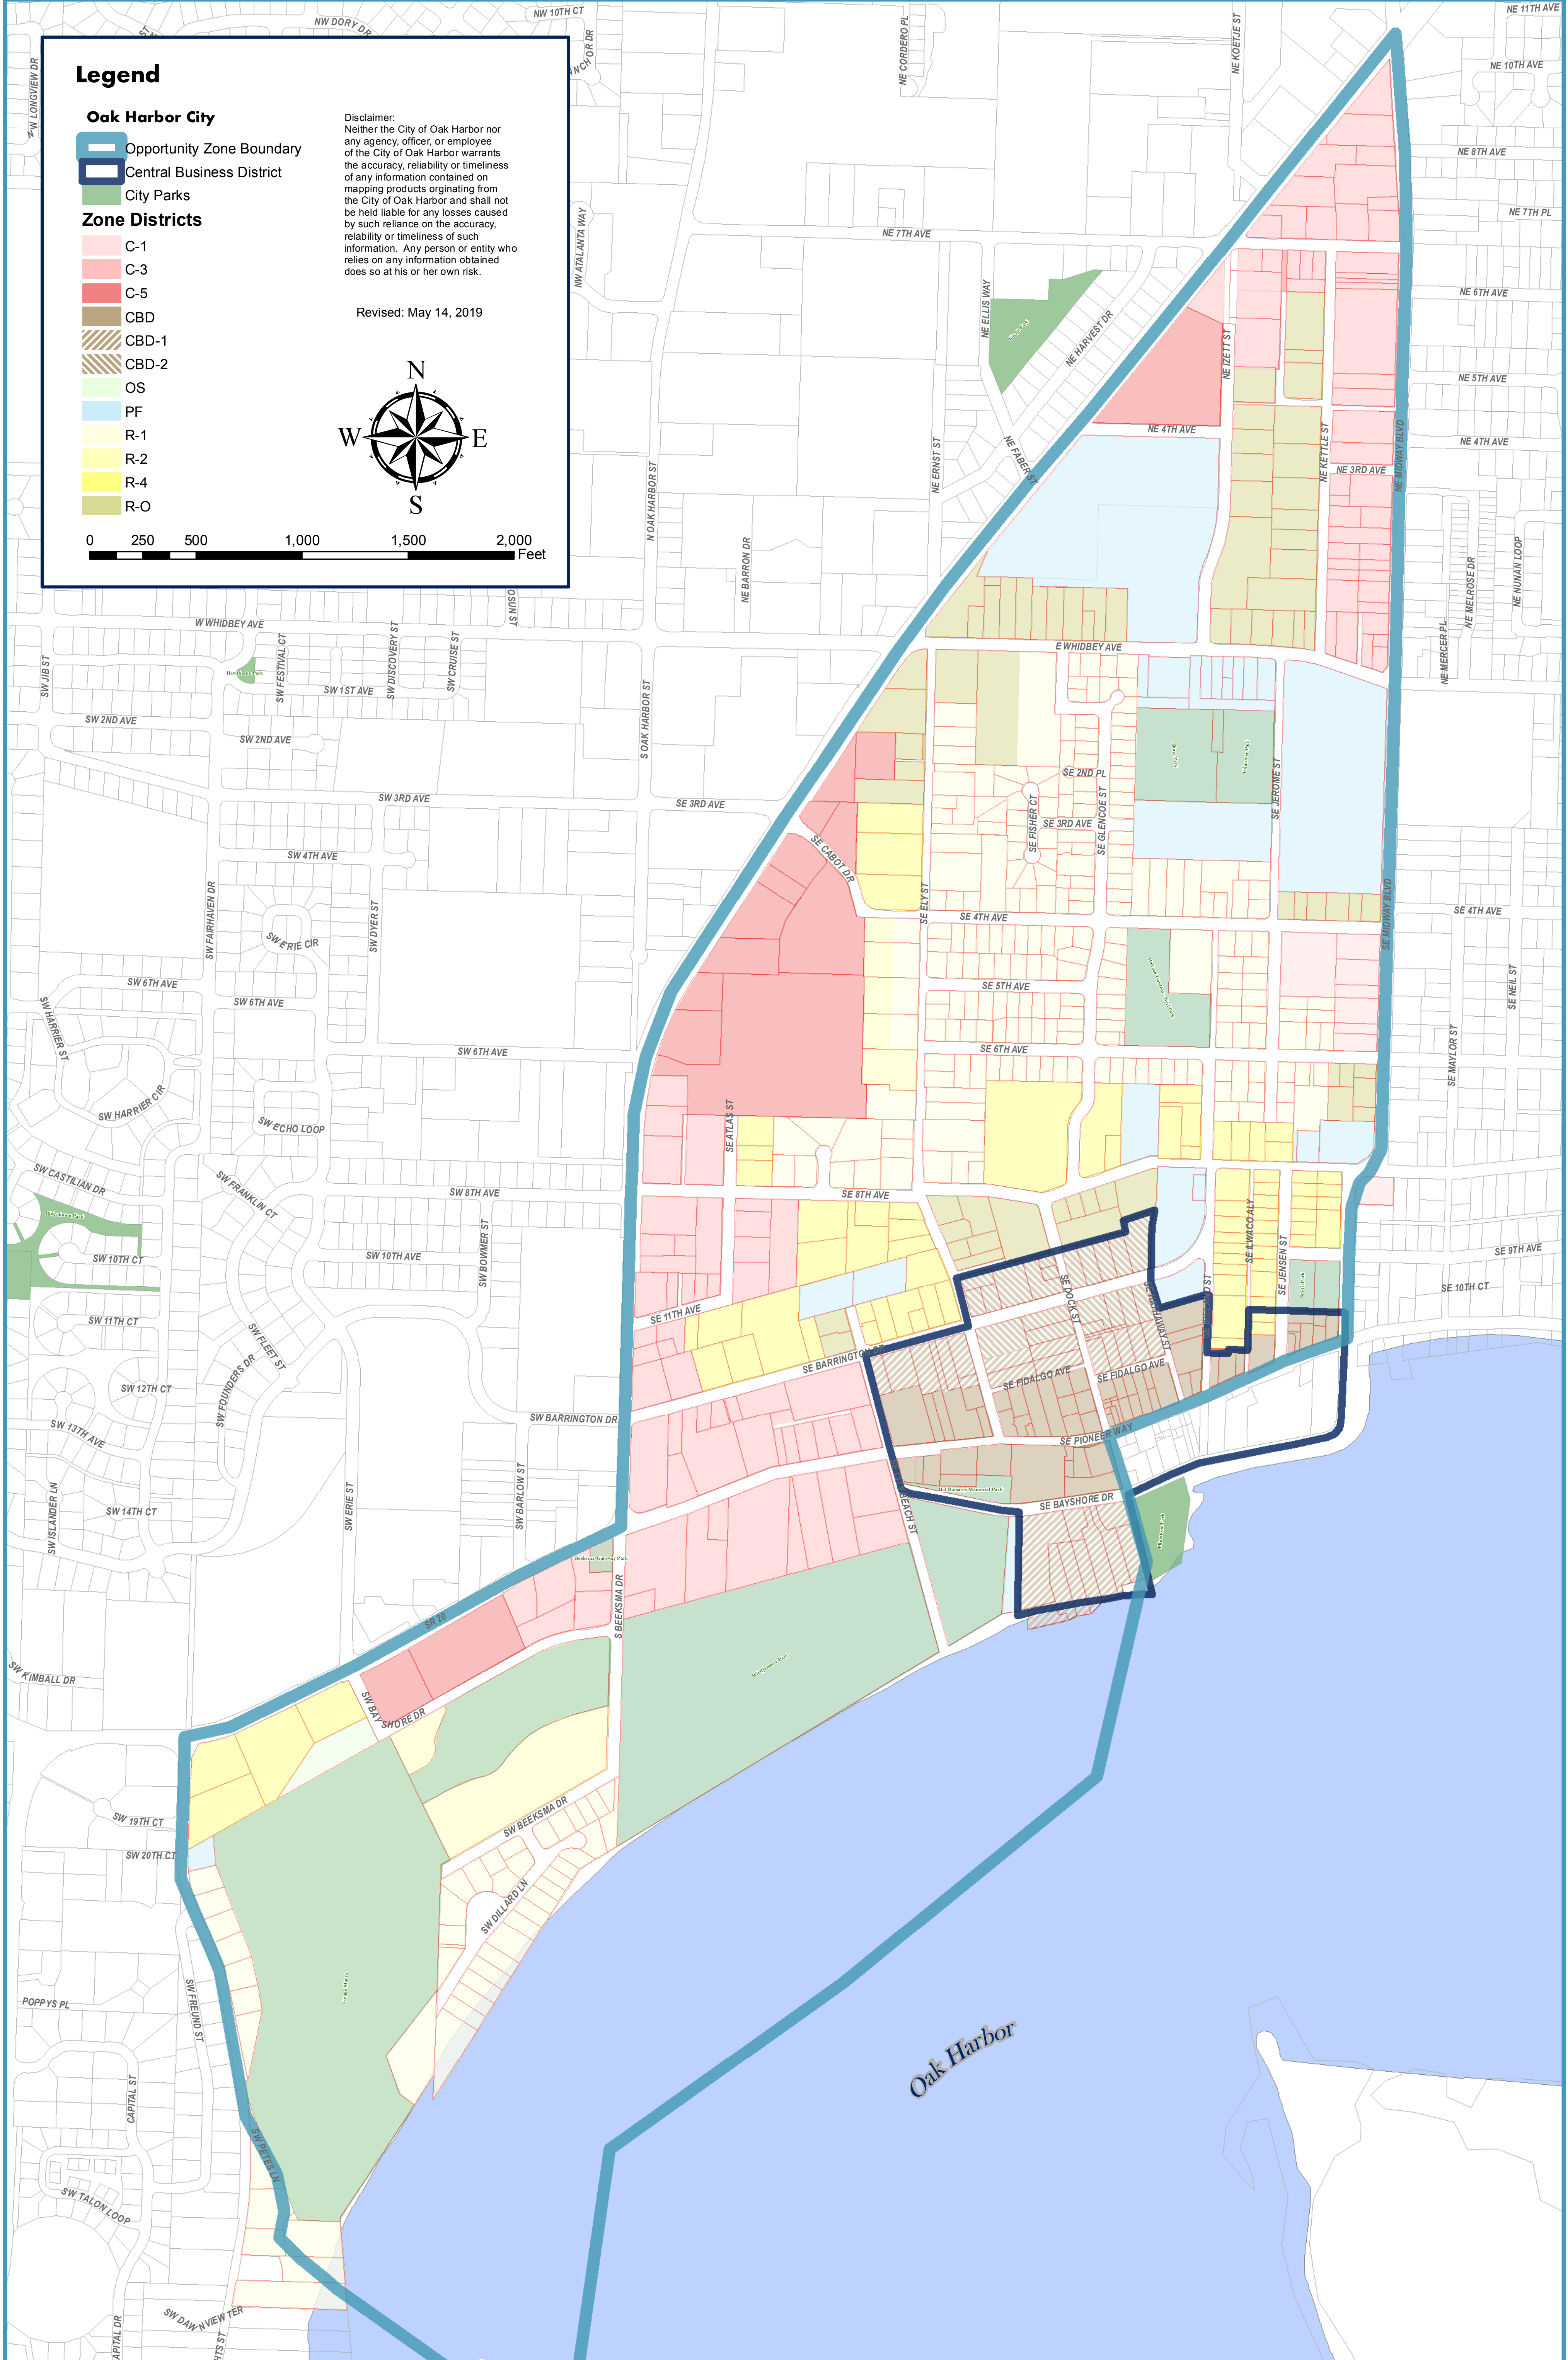 NW 10TH CT
NE 11TH AVE
NW DORY DR
NE CORDERO PL
NE KOETJE ST
NE 10TH AVE
Legend
Oak Harbor City
Opportunity Zone Boundary
Central Business District
City Parks
Zone Districts
C-1
C-3
C-5
CBD
CBD-1
CBD-2
OS
PF
R-1
R-2
R-4
R-O
Disclaimer:
Neither the City of Oak Harbor nor
any agency, officer, or employee
of the City of Oak Harbor warrants
the accuracy, reliability or timeliness
of any information contained on
mapping products orginating from
the City of Oak Harbor and shall not
be held liable for any losses caused
by such reliance on the accuracy,
relability or timeliness of such
information. Any person or entity who
relies on any information obtained
does so at his or her own risk.
Revised: May 14, 2019
N
W
E
S
0 250 500 1,000 1,500 2,000
Feet
NW ATALANTA WAY
NE 8TH AVE
NE 7TH PL
NE 7TH AVE
NE ELLIS WAY
NE HARVEST DR
NE 6TH AVE
NE IZETT ST
NE 5TH AVE
NE 4TH AVE
NE 4TH AVE
NE KETTLE ST
NE MIDWAY BLVD
NE 3RD AVE
NE FABER ST
NE ERNST ST
N OAK HARBOR ST
NE BARRON DR
NE MELROSE DR
NE NUNAN LOOP
NE MERCER PL
W WHIDBEY AVE
E WHIDBEY AVE
SW JIB ST
SW FESTIVAL CT
SW DISCOVERY ST
SW CRUISE ST
SW 1ST AVE
SW 2ND AVE
SW 2ND AVE
S OAK HARBOR ST
SW 3RD AVE
SE 3RD AVE
SE 2ND PL
SE FISHER CT
SE 3RD AVE
SE GLENCOE ST
SE JEROME ST
SE CABOT DR
SW 4TH AVE
SW FAIRHAVEN DR
SW DYER ST
SW ERIE CIR
SE ELY ST
SE 4TH AVE
SE 4TH AVE
SE MIDWAY BLVD
SW 6TH AVE
SW 6TH AVE
SE 5TH AVE
SE NEIL ST
SW HARRIER ST
SW 6TH AVE
SE 6TH AVE
SE MAYLOR ST
SW HARRIER CIR
SW ECHO LOOP
SE ATLAS ST
SW CASTILIAN DR
SW FRANKLIN CT
SW 8TH AVE
SE 8TH AVE
SW 10TH CT
SW 10TH AVE
SW BOWMER ST
SE ILWACO ALY
SE JENSEN ST
SE 9TH AVE
SE 10TH CT
SE DOCK ST
SW 11TH CT
SE 11TH AVE
SW FLEET ST
SE BARRINGTON DR
SE FIDALGO AVE
SE FIDALGO AVE
SW 12TH CT
SW FOUNDERS DR
SW 13TH AVE
SW BARRINGTON DR
SE PIONEER WAY
SW ISLANDER LN
SW 14TH CT
SW ERIE ST
SW BARLOW ST
Hal Ramaley Memorial Park
SE BAYSHORE DR
Beeksma Gateway Park
S BEEKSMA DR
SR 20
Windjammer Park
SW KIMBALL DR
SW BAY SHORE DR
SW 19TH CT
SW BEEKSMA DR
SW 20TH CT
SW DILLARD LN
POPPYS PL
SW FREUND ST
Oak Harbor
CAPITAL ST
SW PETES LN
SW TALON LOOP
SW DAWNVIEW TER